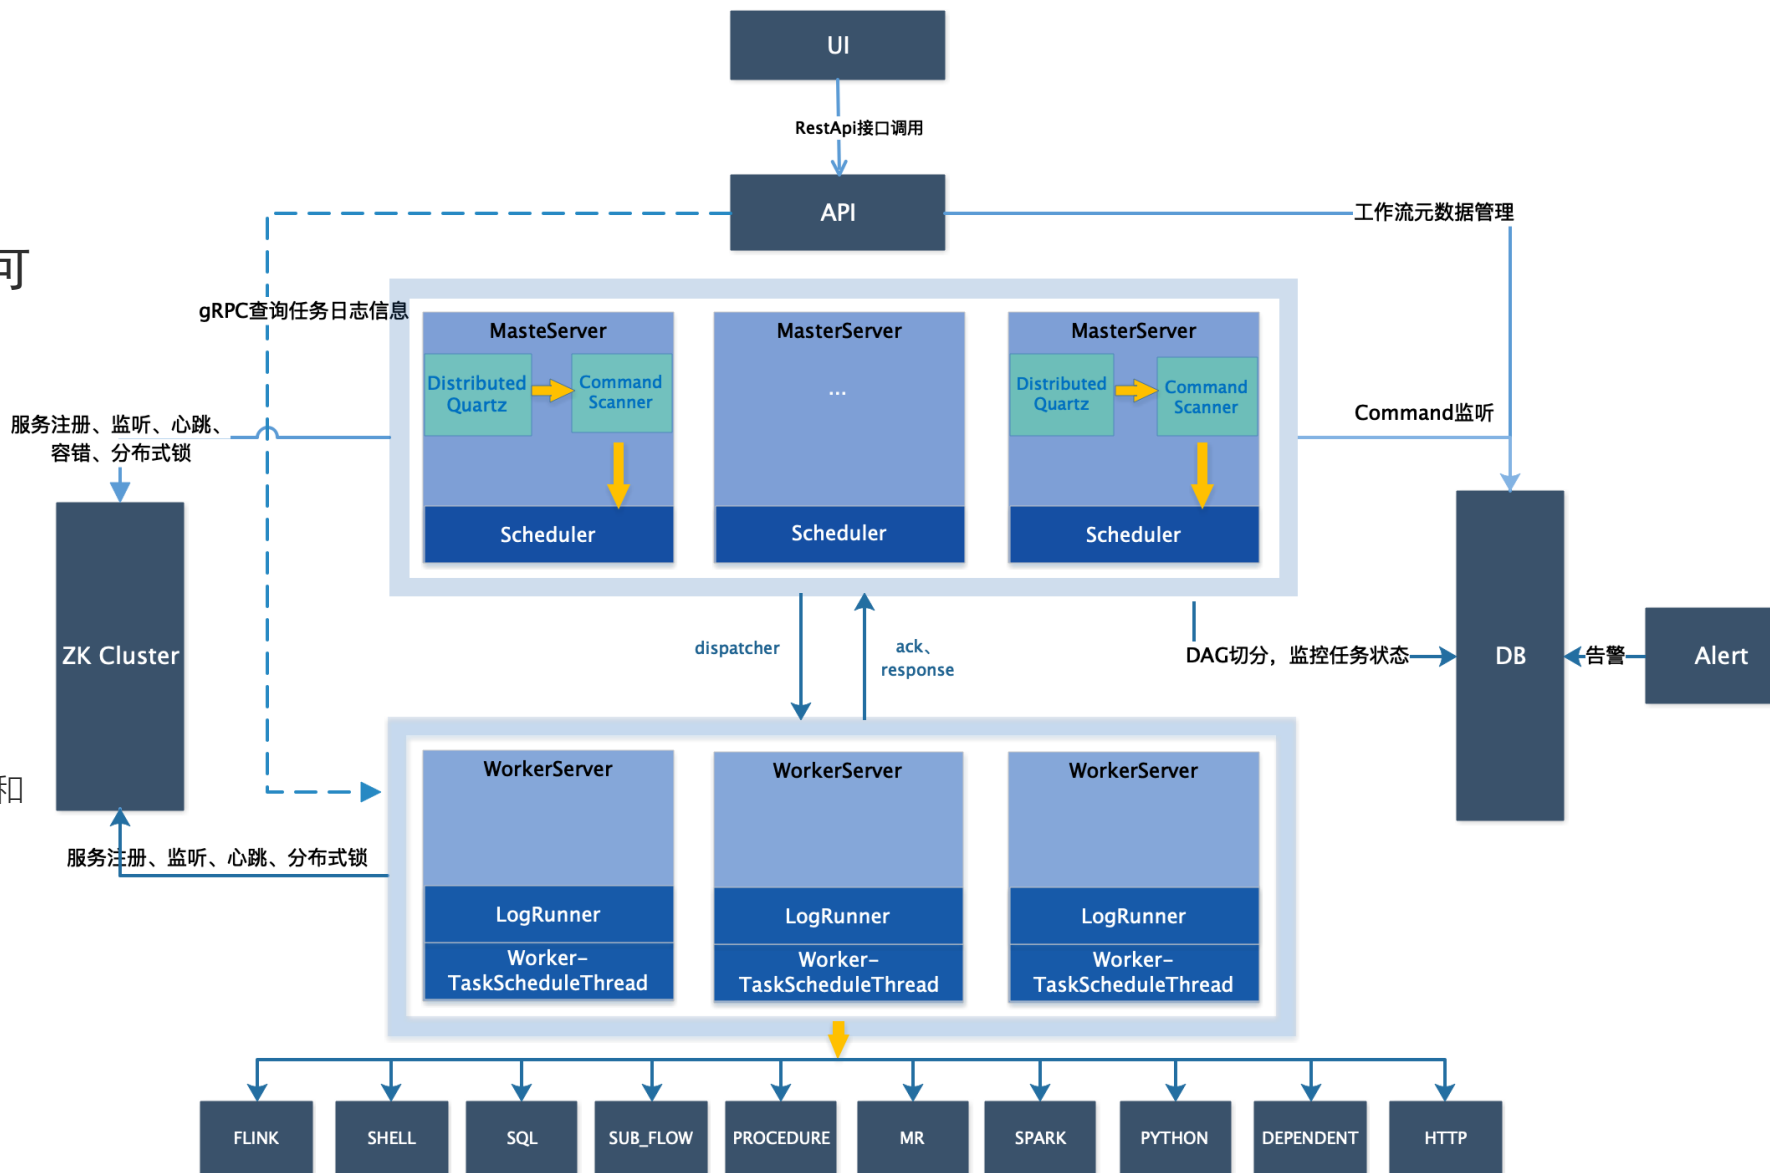 UI
RestApi接口调用
API
工作流元数据管理
可
gRPC查询任务日志信息
MasteServer
MasterServer
MasterServer
Distributed
Quartz
Command
Scanner
...
Distributed
Quartz
Command
Scanner
服务注册、监听、心跳、
容错、分布式锁
Command监听
Scheduler
Scheduler
Scheduler
ZK Cluster
dispatcher
ack、
response
DAG切分，监控任务状态
DB
告警
Alert
和
WorkerServer
WorkerServer
WorkerServer
服务注册、监听、心跳、分布式锁
LogRunner
LogRunner
LogRunner
Worker-
TaskScheduleThread
Worker-
TaskScheduleThread
Worker-
TaskScheduleThread
FLINK
SHELL
SQL
SUB_FLOW
PROCEDURE
MR
SPARK
PYTHON
DEPENDENT
HTTP